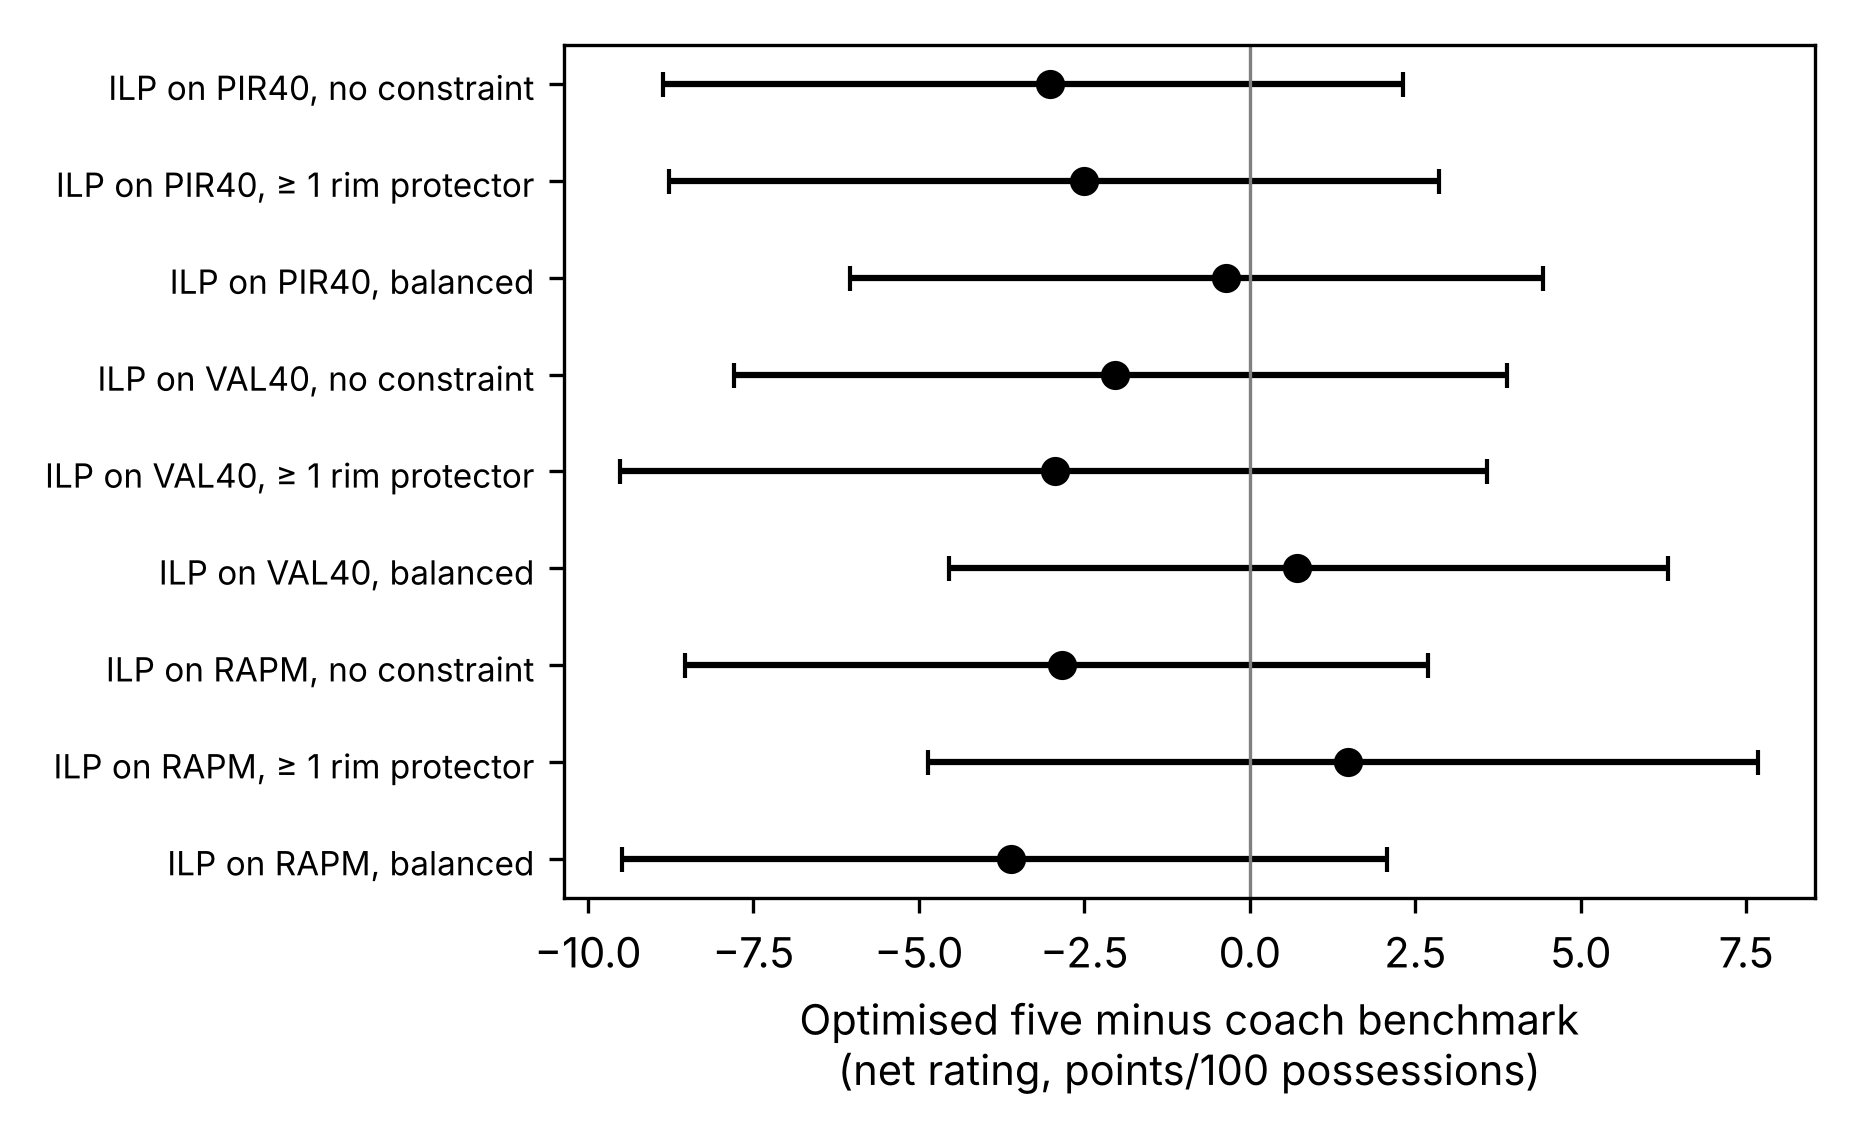 ILP on PIR40, no constraint
ILP on PIR40, ≥ 1 rim protector
ILP on PIR40, balanced
ILP on VAL40, no constraint
ILP on VAL40, ≥ 1 rim protector
ILP on VAL40, balanced
ILP on RAPM, no constraint
ILP on RAPM, ≥ 1 rim protector
ILP on RAPM, balanced
−10.0 −7.5 −5.0 −2.5 0.0 2.5 5.0 7.5
Optimised five minus coach benchmark
(net rating, points/100 possessions)